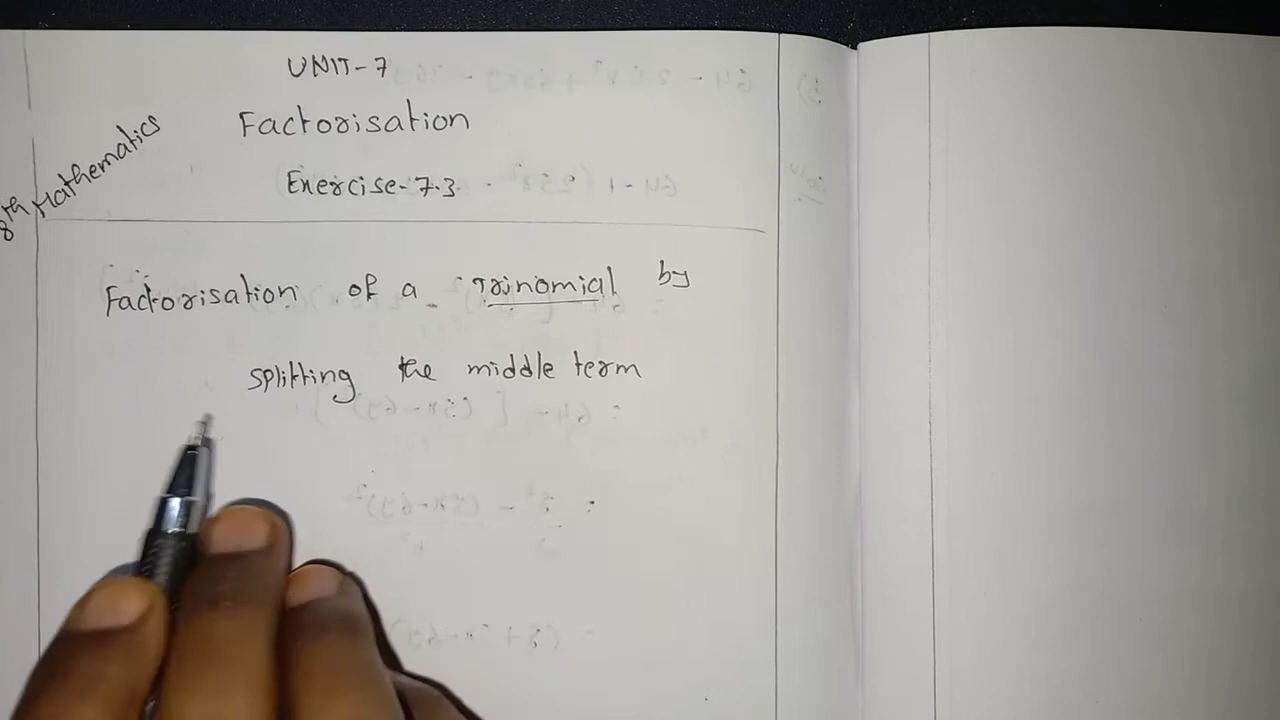 UNIT-7
Factorisation
8th Mathematics
Exercise-7.3
Factorisation of a Trinomial by
splitting the middle term